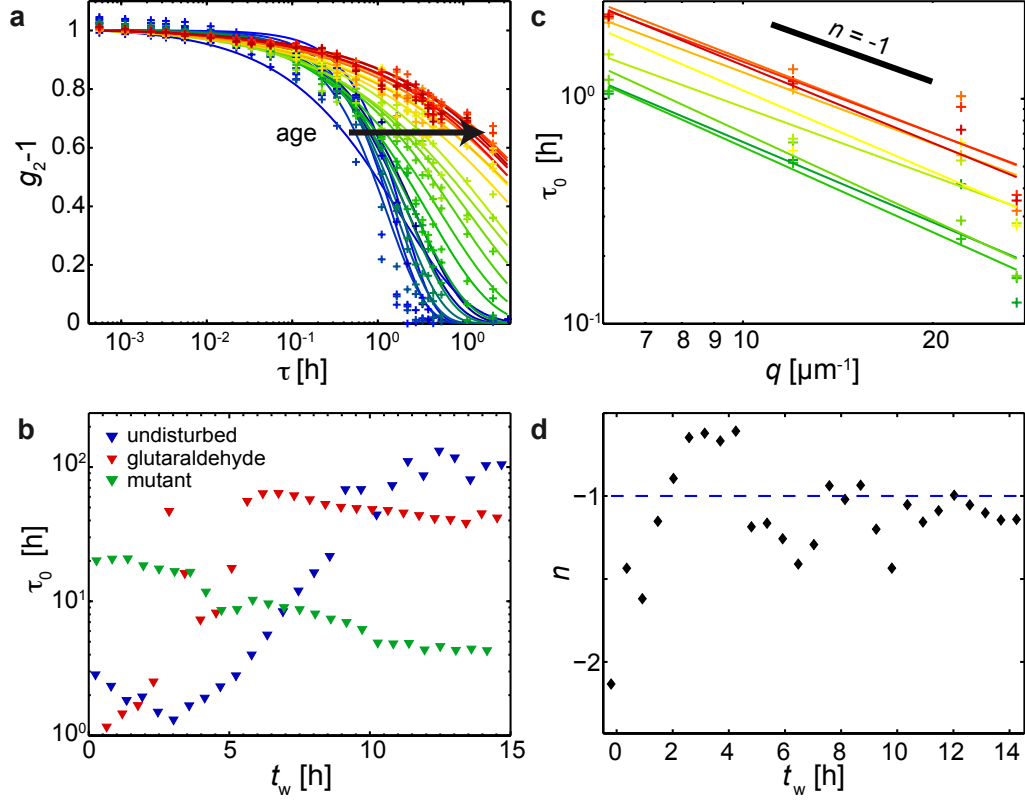 a
g₂-1
1
0.8
0.6
0.4
0.2
0
age
10⁻³
10⁻²
10⁻¹
10⁰
10⁰
τ [h]
c
τ₀ [h]
10⁰
10⁻¹
n = -1
7
8
9
10
20
q [μm⁻¹]
b
undisturbed
glutaraldehyde
mutant
τ₀ [h]
10²
10¹
10⁰
0
5
10
15
t_w [h]
d
n
−1
−2
0
2
4
6
8
10
12
14
t_w [h]